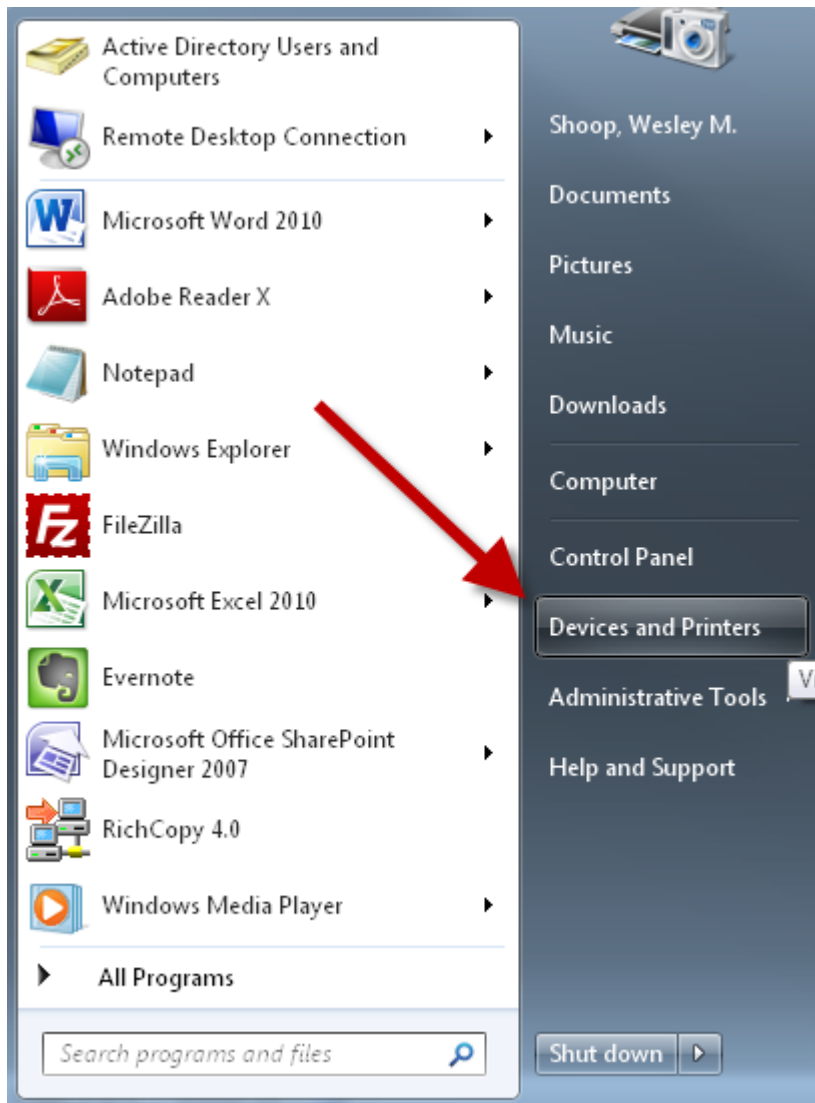 Active Directory Users and
Computers
Remote Desktop Connection
Microsoft Word 2010
Adobe Reader X
Notepad
Windows Explorer
FileZilla
Microsoft Excel 2010
Evernote
Microsoft Office SharePoint
Designer 2007
RichCopy 4.0
Windows Media Player
All Programs
Search programs and files
Shoop, Wesley M.
Documents
Pictures
Music
Downloads
Computer
Control Panel
Devices and Printers
Administrative Tools
Help and Support
Shut down